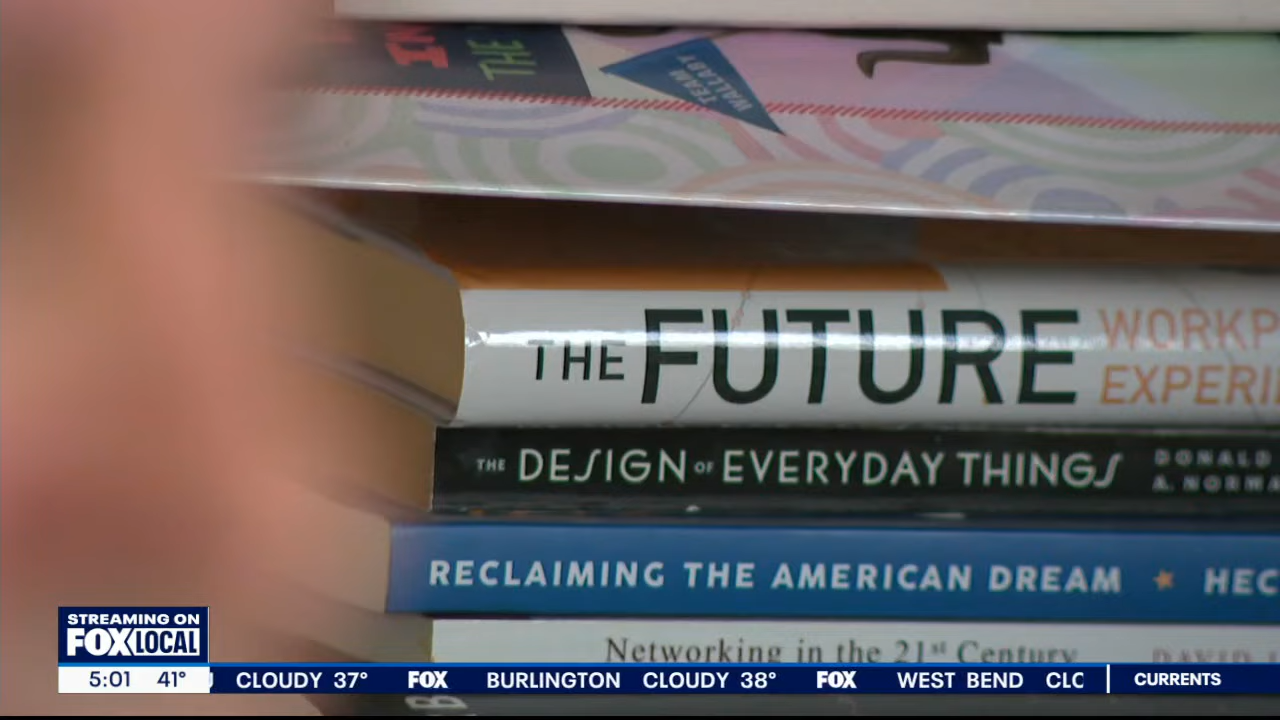 IN
THE
TEAM
WALLABY
THE FUTURE WORKP
EXPERI
THE DESIGN OF EVERYDAY THINGS DONALD
A. NORMA
RECLAIMING THE AMERICAN DREAM ★ HEC
Networking in the 21st Century DAVID J
STREAMING ON
FOX LOCAL
5:01 41° CLOUDY 37° FOX BURLINGTON CLOUDY 38° FOX WEST BEND CLC CURRENTS